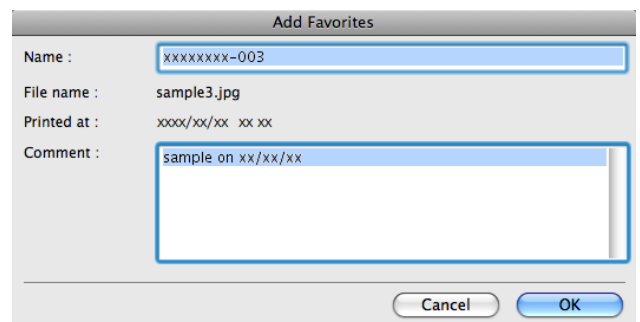 Add Favorites
Name : xxxxxxxx-003
File name : sample3.jpg
Printed at : xxxx/xx/xx xx xx
Comment : sample on xx/xx/xx
Cancel OK